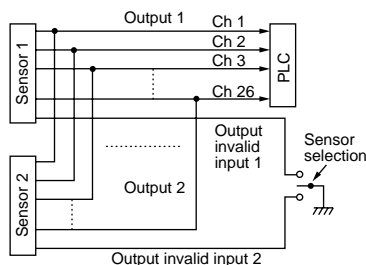 Output 1
Ch 1
Ch 2
Ch 3
Ch 26
Sensor 1
PLC
Output
invalid
input 1
Sensor
selection
Sensor 2
Output 2
Output invalid input 2